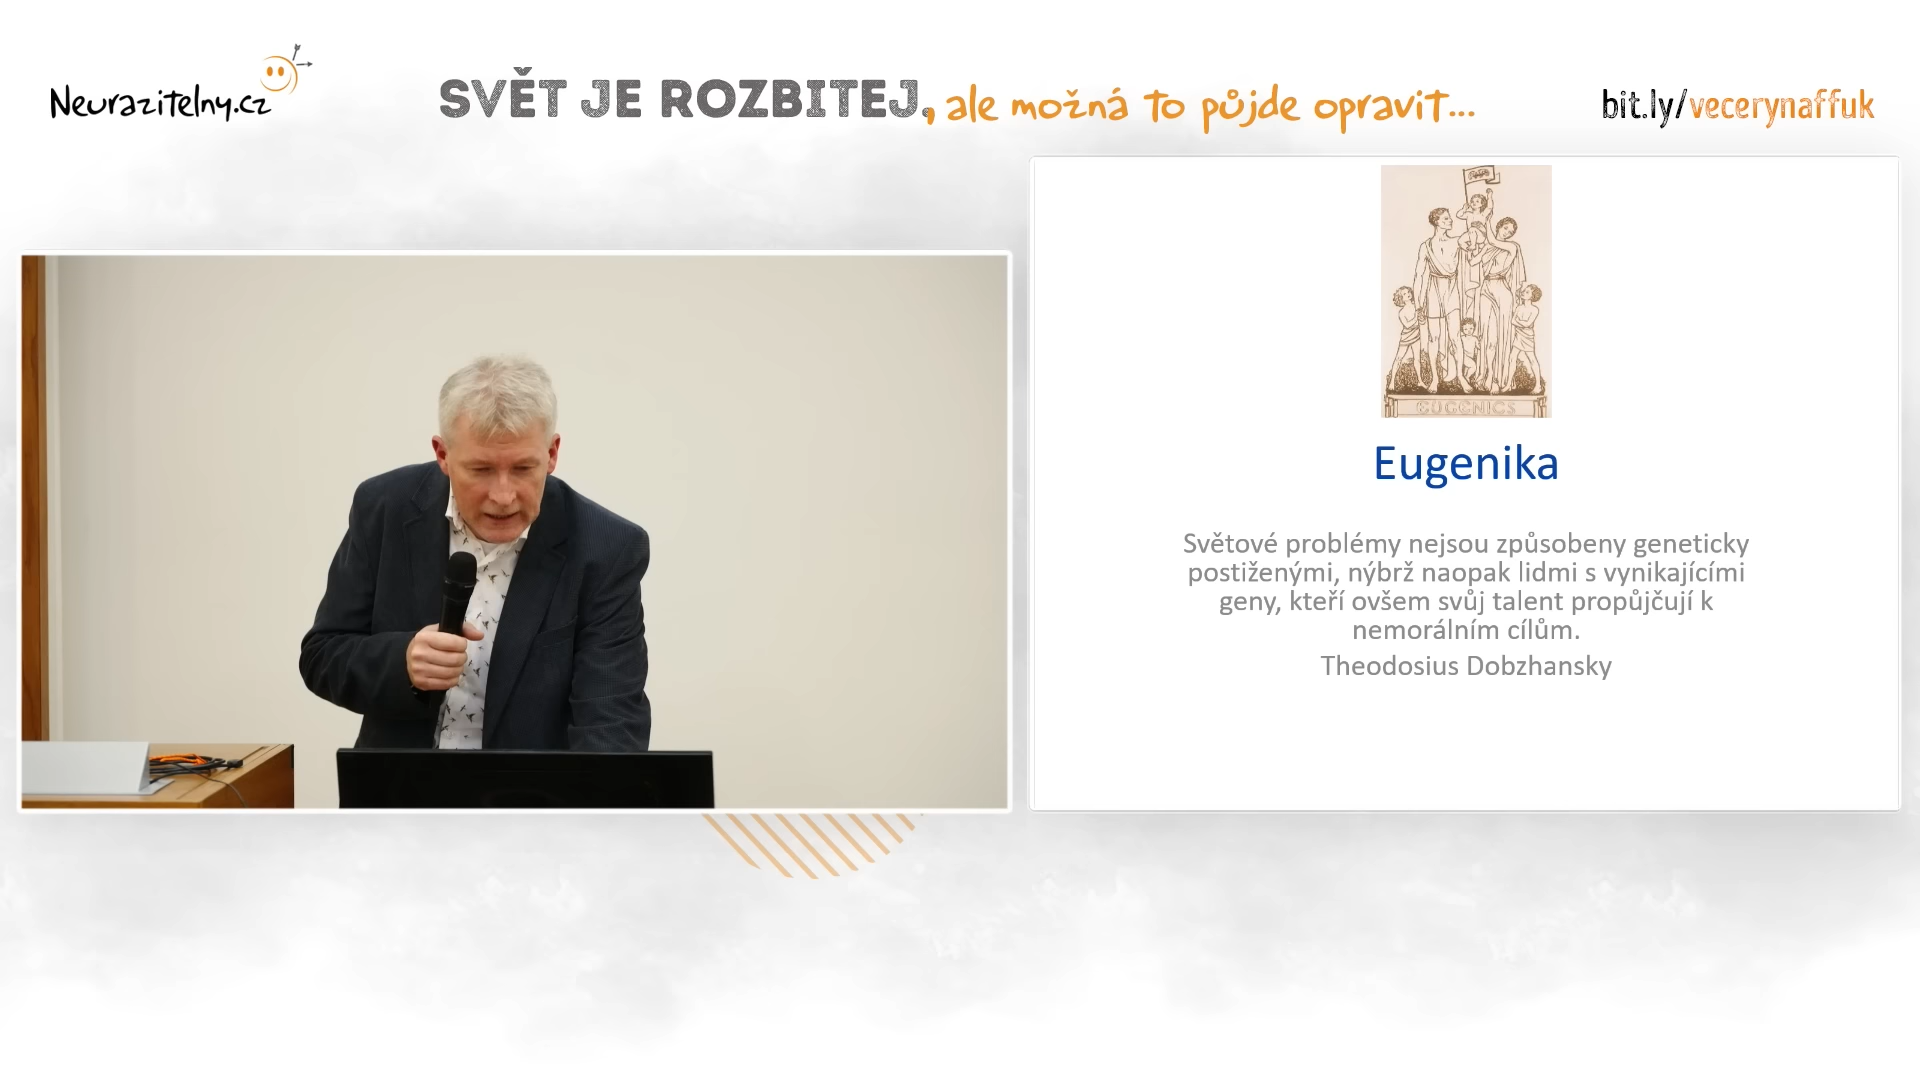 Neurazitelny.cz
SVĚT JE ROZBITEJ, ale možná to půjde opravit...
bit.ly/vecerynaffuk
EUGENICS
Eugenika
Světové problémy nejsou způsobeny geneticky
postiženými, nýbrž naopak lidmi s vynikajícími
geny, kteří ovšem svůj talent propůjčují k
nemorálním cílům.
Theodosius Dobzhansky